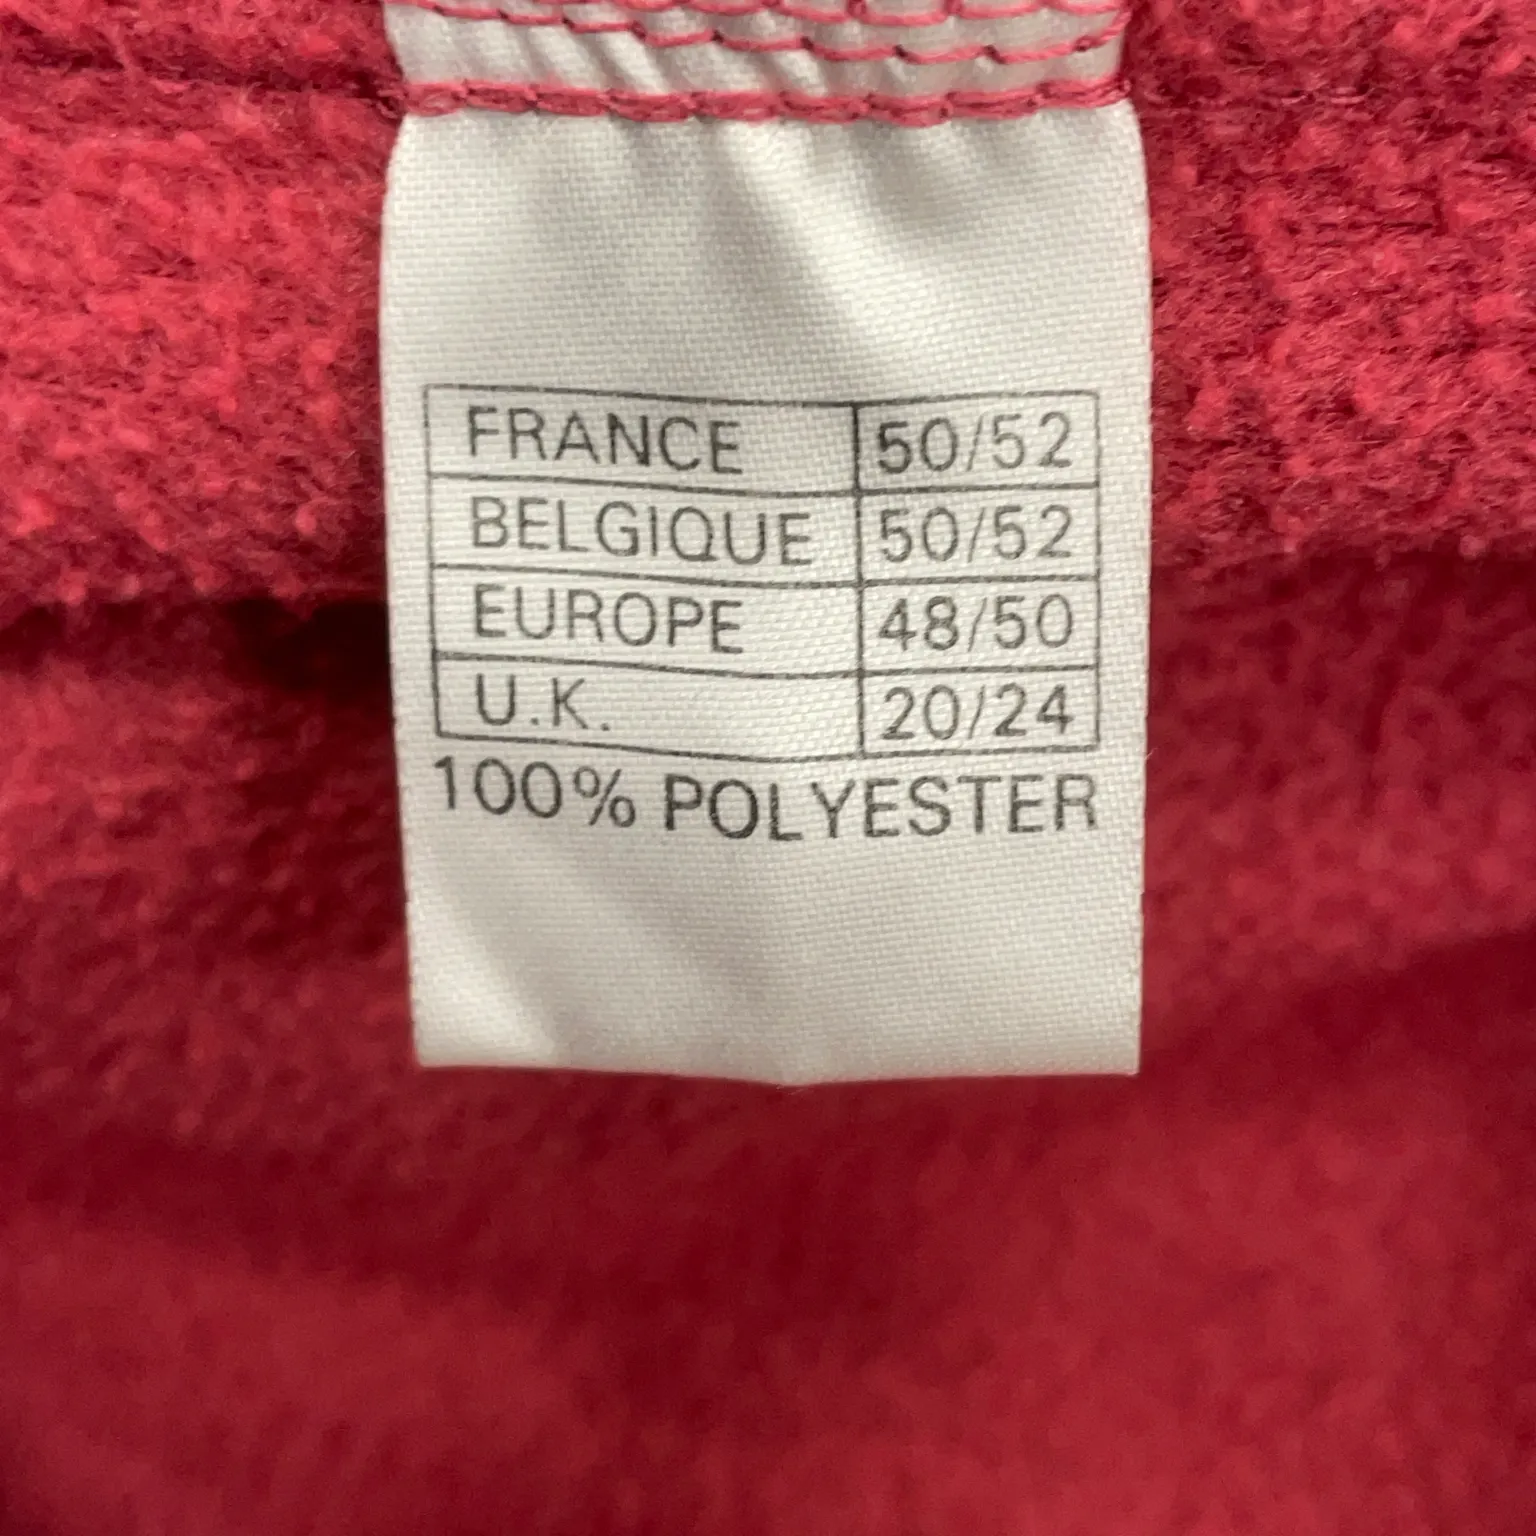 FRANCE 50/52
BELGIQUE 50/52
EUROPE 48/50
U.K. 20/24
100% POLYESTER